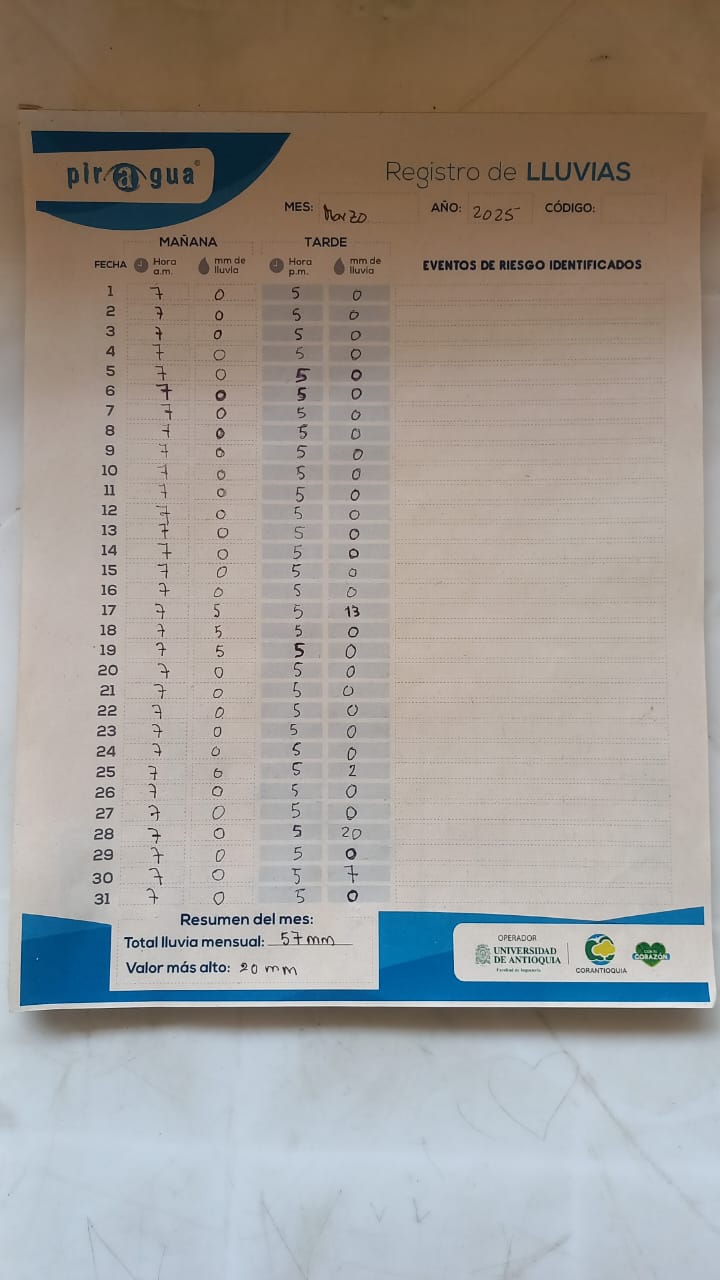 piragua®
Registro de LLUVIAS
MES: Marzo AÑO: 2025 CÓDIGO:
MAÑANA TARDE
FECHA Hora a.m. mm de lluvia Hora p.m. mm de lluvia EVENTOS DE RIESGO IDENTIFICADOS
1 7 0 5 0
2 7 0 5 0
3 7 0 5 0
4 7 0 5 0
5 7 0 5 0
6 7 0 5 0
7 7 0 5 0
8 7 0 5 0
9 7 0 5 0
10 7 0 5 0
11 7 0 5 0
12 7 0 5 0
13 7 0 5 0
14 7 0 5 0
15 7 0 5 0
16 7 0 5 0
17 7 5 5 13
18 7 5 5 0
19 7 5 5 0
20 7 0 5 0
21 7 0 5 0
22 7 0 5 0
23 7 0 5 0
24 7 0 5 0
25 7 0 5 2
26 7 0 5 0
27 7 0 5 0
28 7 0 5 20
29 7 0 5 0
30 7 0 5 7
31 7 0 5 0
Resumen del mes:
Total lluvia mensual: 57 mm
Valor más alto: 20 mm
OPERADOR
UNIVERSIDAD
DE ANTIOQUIA
Facultad de Ingeniería
CORANTIOQUIA
CORAZÓN